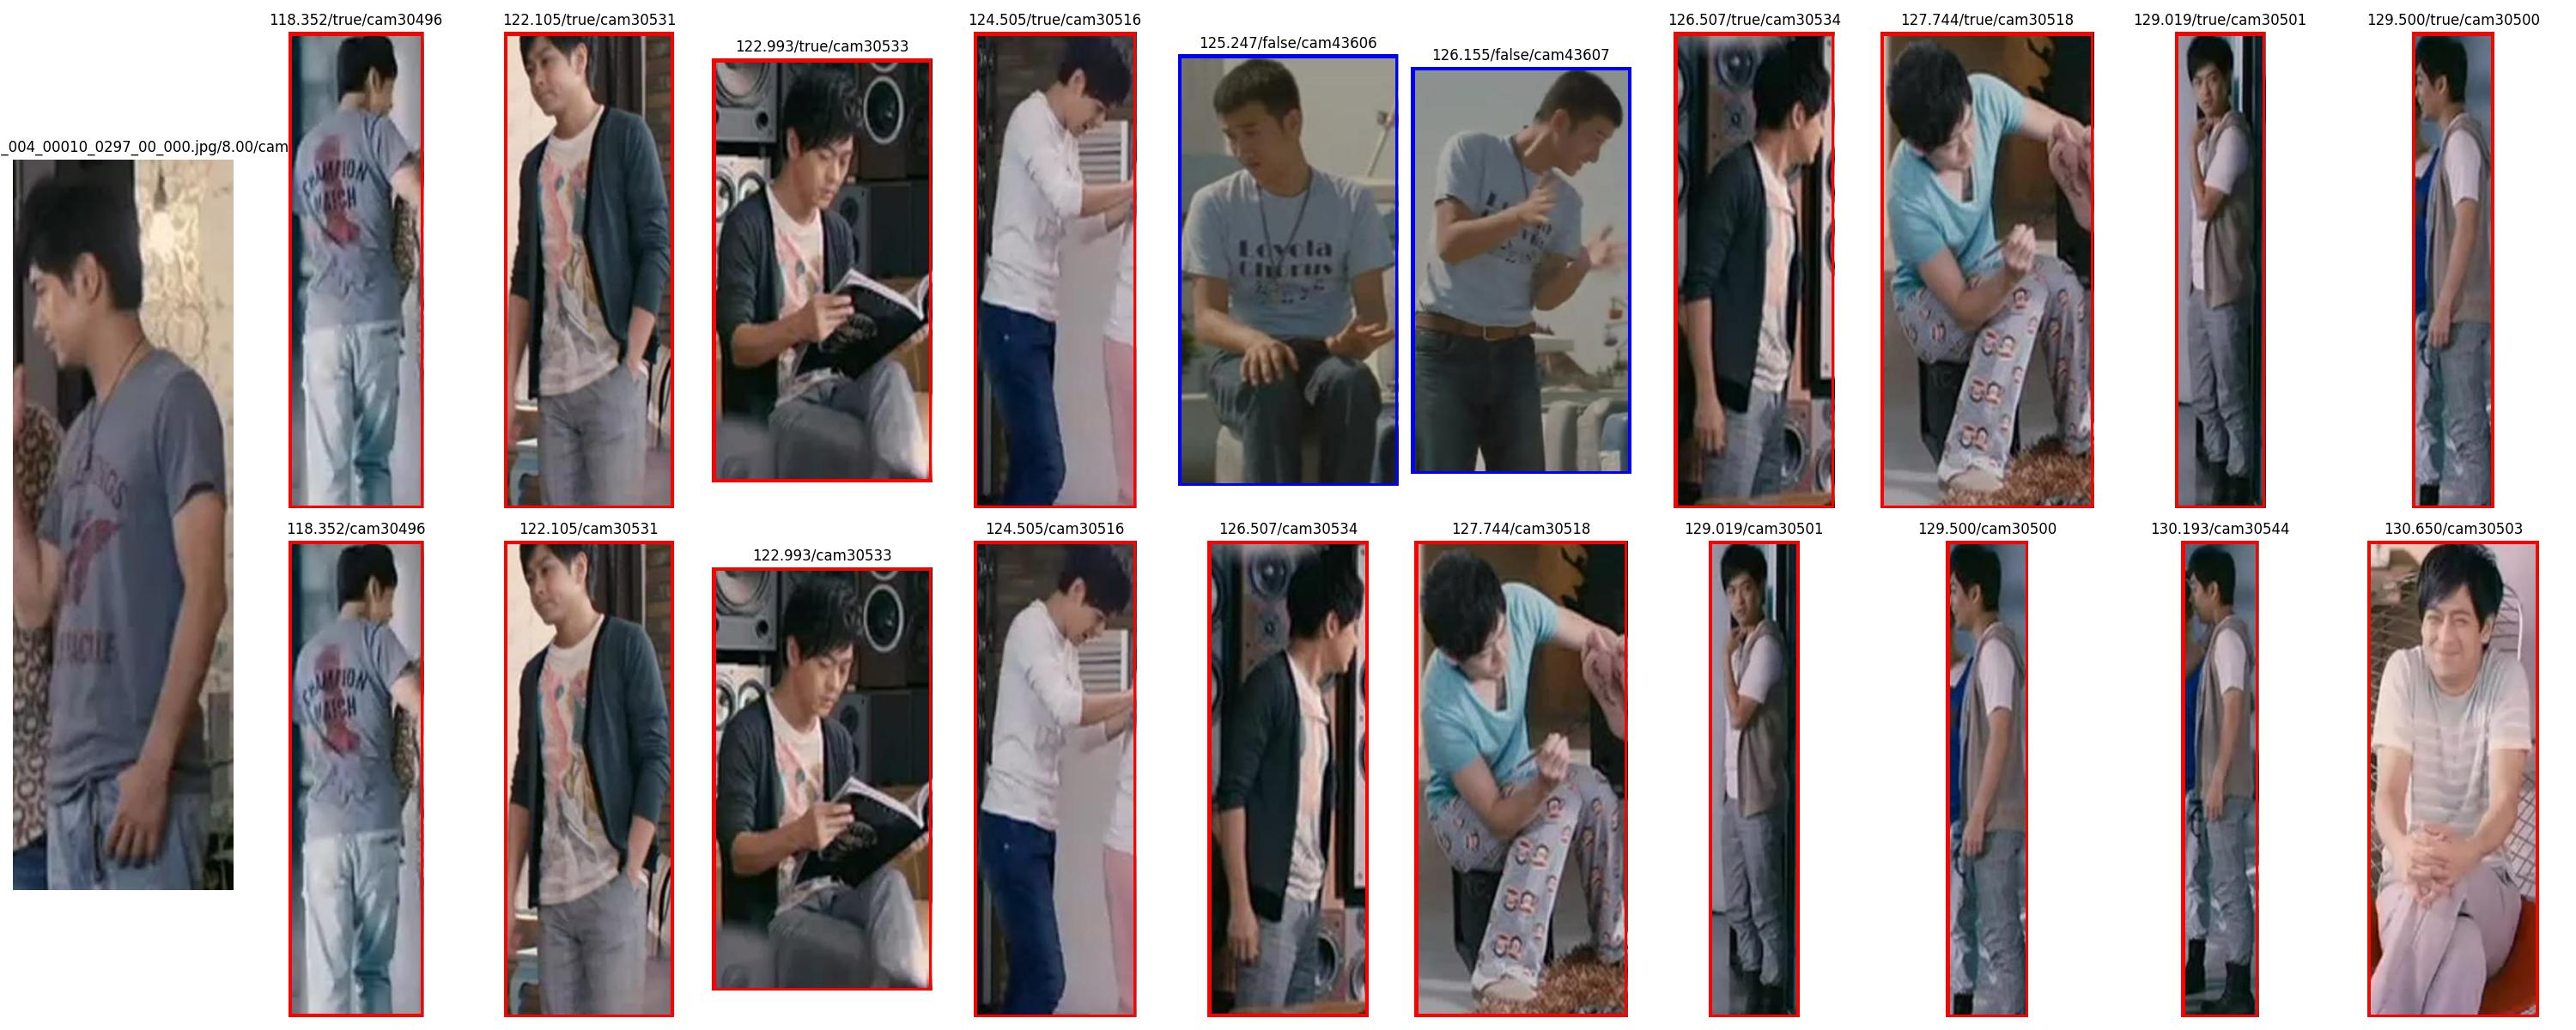 118.352/true/cam30496
122.105/true/cam30531
122.993/true/cam30533
124.505/true/cam30516
125.247/false/cam43606
126.155/false/cam43607
126.507/true/cam30534
127.744/true/cam30518
129.019/true/cam30501
129.500/true/cam30500
_004_00010_0297_00_000.jpg/8.00/cam
CHAMPION
MATCH
Loyola
Chorus
118.352/cam30496
122.105/cam30531
122.993/cam30533
124.505/cam30516
126.507/cam30534
127.744/cam30518
129.019/cam30501
129.500/cam30500
130.193/cam30544
130.650/cam30503
CHAMPION
MATCH